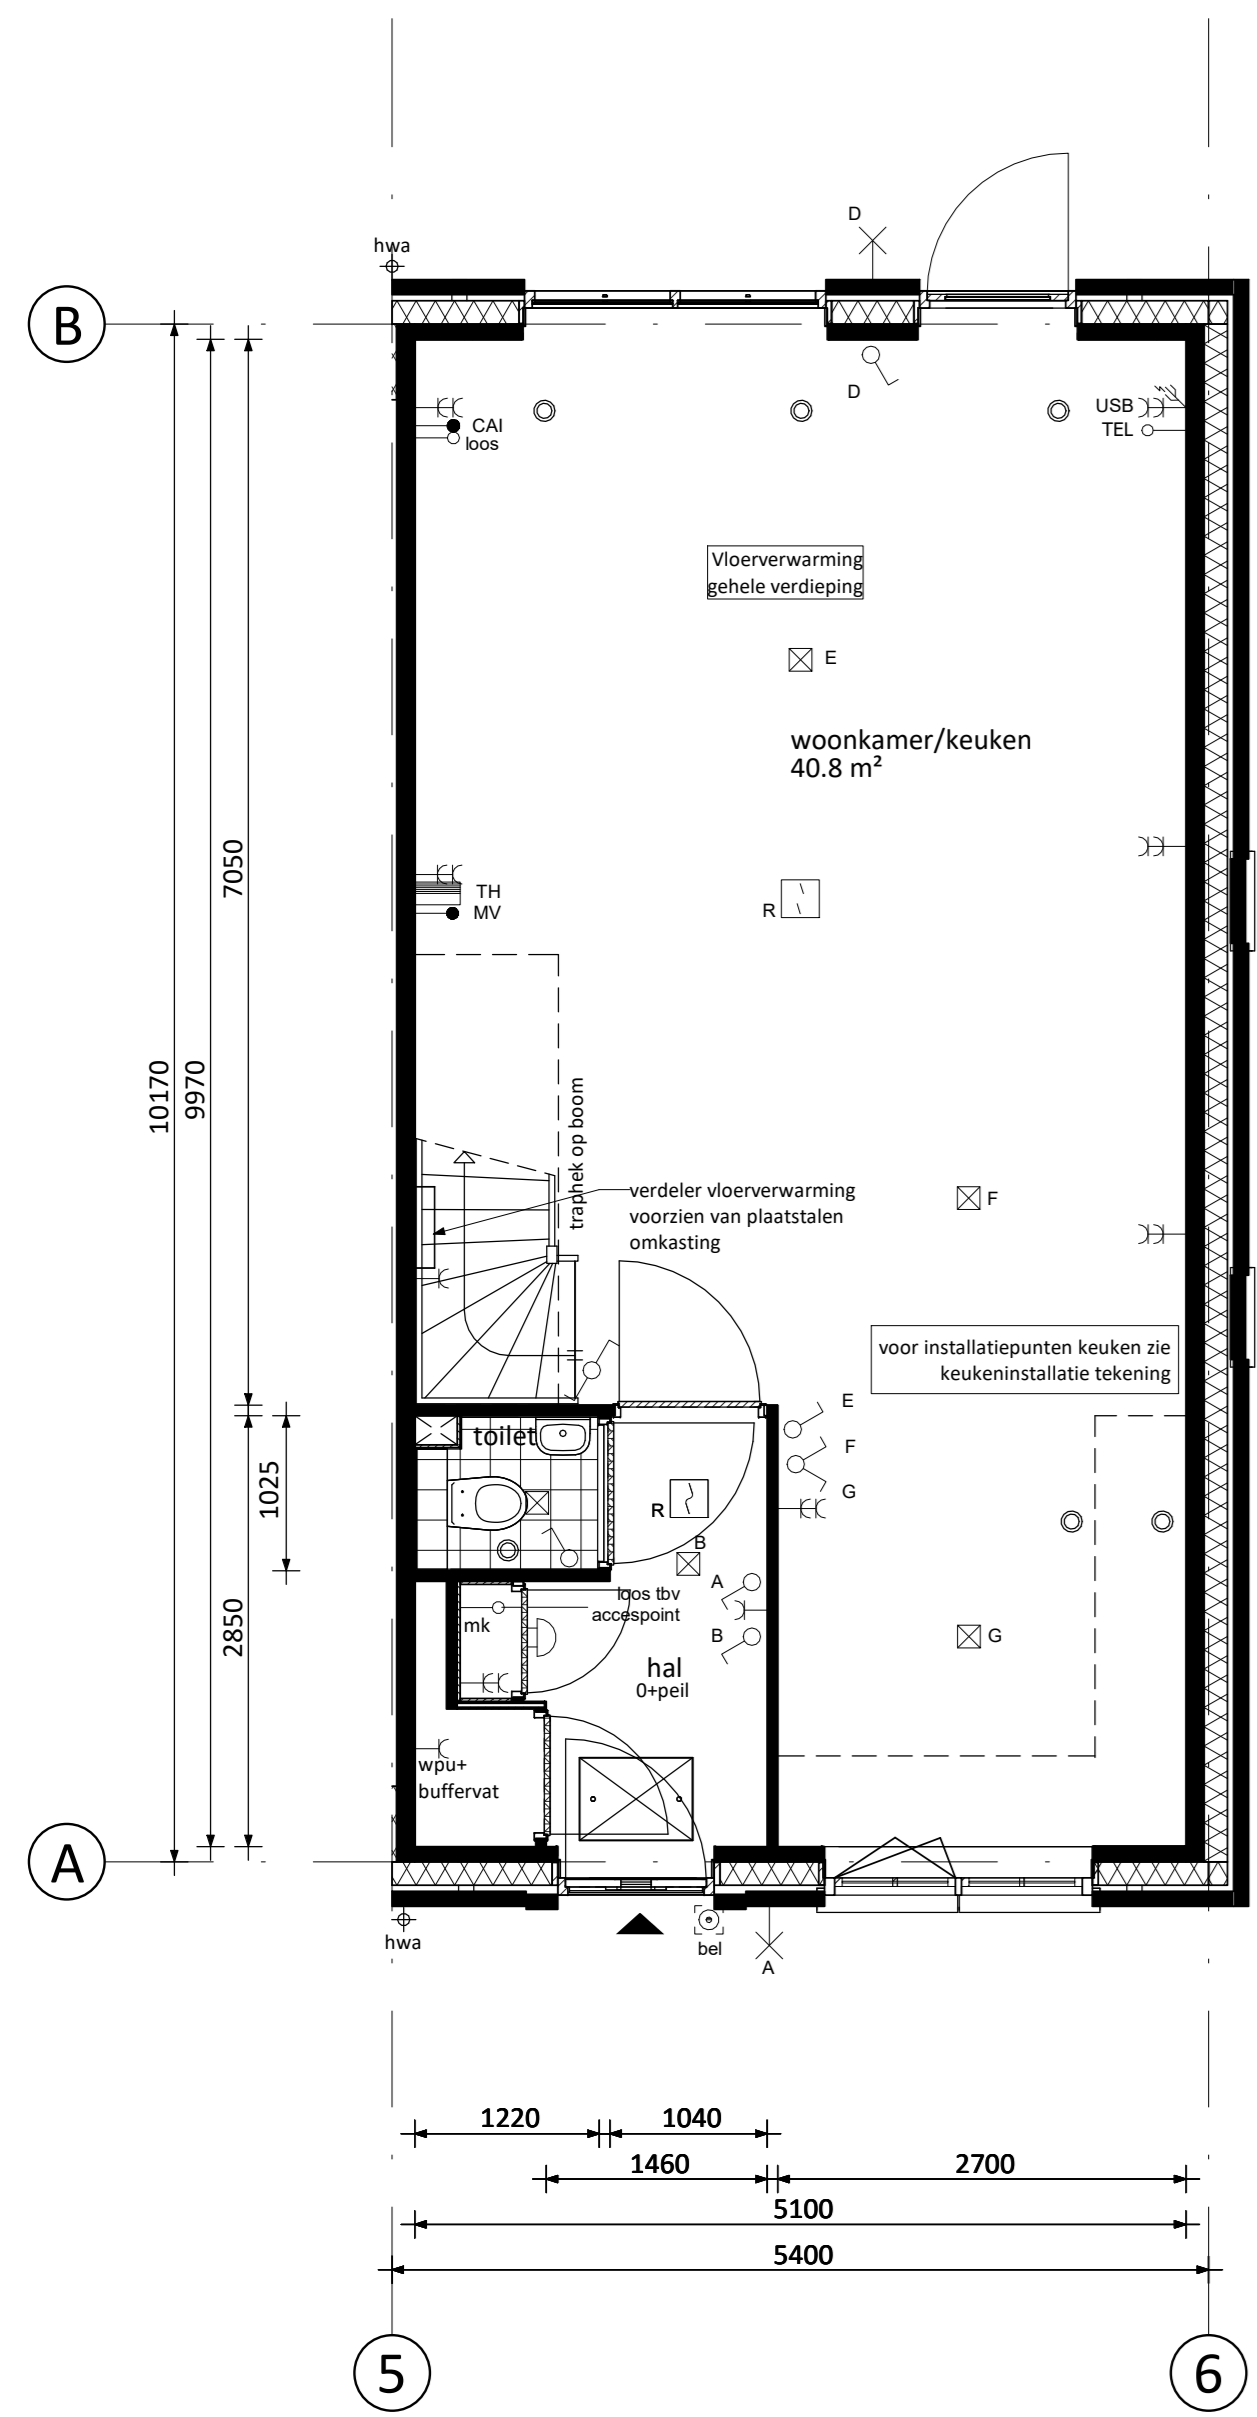 D
hwa
B
D
CAI
loos
USB
TEL
Vloerverwarming
gehele verdieping
E
woonkamer/keuken
40.8 m²
7050
TH
MV
R
10170
9970
traphek op boom
verdeler vloerverwarming
voorzien van plaatstalen
omkasting
F
voor installatiepunten keuken zie
keukeninstallatie tekening
E
F
G
toilet
1025
R
B
A
loos tbv
accespoint
mk
B
2850
hal
0+peil
G
wpu+
buffervat
A
hwa
bel
A
1220
1040
1460
2700
5100
5400
5
6